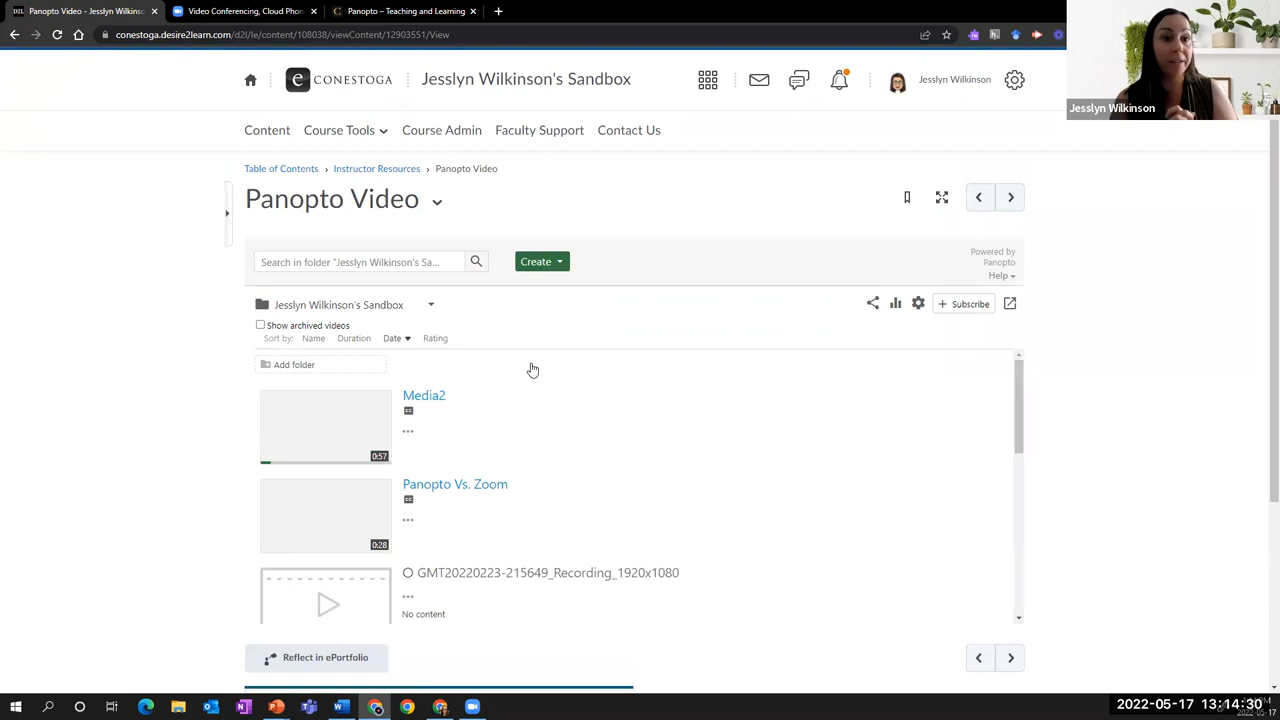 Panopto Video - Jesslyn Wilkinson
Video Conferencing, Cloud Phon
Panopto – Teaching and Learning
conestoga.desire2learn.com/d2l/le/content/108038/viewContent/12903551/View
Jesslyn Wilkinson
CONESTOGA
Jesslyn Wilkinson's Sandbox
Jesslyn Wilkinson
Content
Course Tools
Course Admin
Faculty Support
Contact Us
Table of Contents › Instructor Resources › Panopto Video
Panopto Video
Search in folder "Jesslyn Wilkinson's Sa...
Create
Powered by
Panopto
Help
Jesslyn Wilkinson's Sandbox
+ Subscribe
Show archived videos
Sort by: Name Duration Date Rating
Add folder
Media2
CC
...
0:57
Panopto Vs. Zoom
CC
...
0:28
GMT20220223-215649_Recording_1920x1080
...
No content
Reflect in ePortfolio
2022-05-17 13:14:30